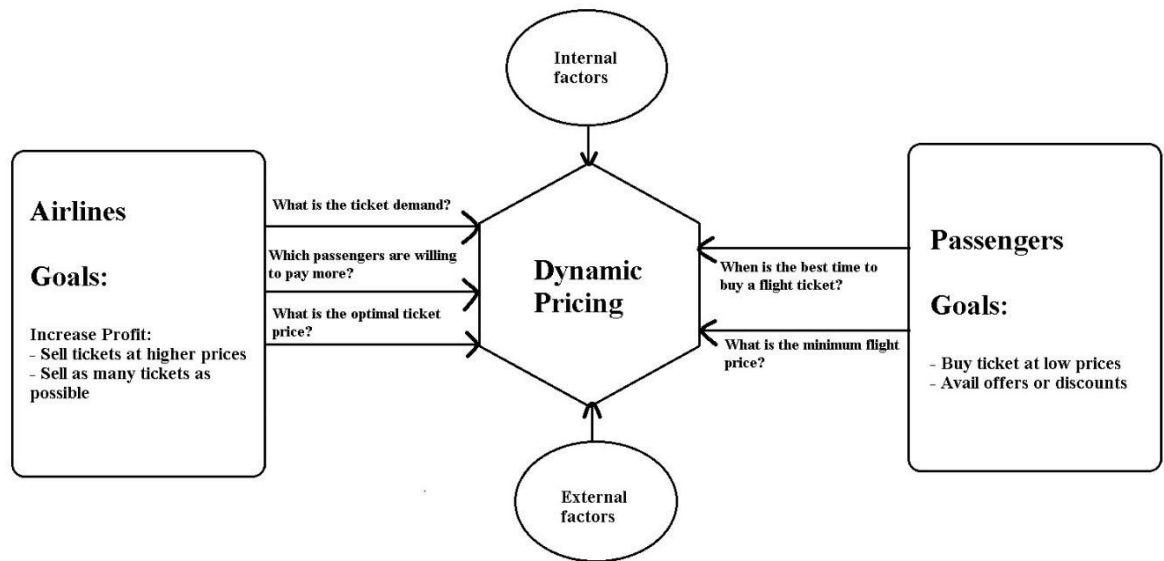 Internal
factors
Airlines
Goals:
Increase Profit:
- Sell tickets at higher prices
- Sell as many tickets as
possible
What is the ticket demand?
Which passengers are willing
to pay more?
What is the optimal ticket
price?
Dynamic
Pricing
When is the best time to
buy a flight ticket?
What is the minimum flight
price?
Passengers
Goals:
- Buy ticket at low prices
- Avail offers or discounts
External
factors